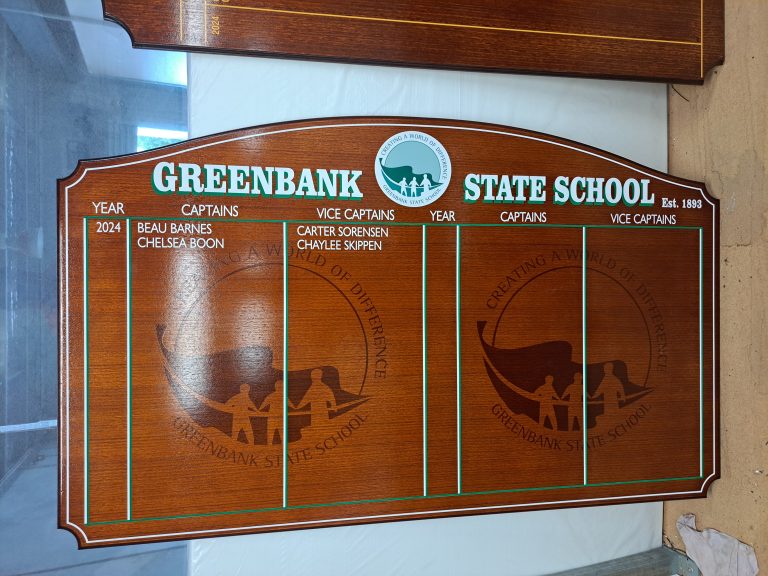 2024
GREENBANK STATE SCHOOL Est. 1893
CREATING A WORLD OF DIFFERENCE
GREENBANK STATE SCHOOL
YEAR CAPTAINS VICE CAPTAINS YEAR CAPTAINS VICE CAPTAINS
2024 BEAU BARNES CARTER SORENSEN
CHELSEA BOON CHAYLEE SKIPPEN
CREATING A WORLD OF DIFFERENCE
GREENBANK STATE SCHOOL
CREATING A WORLD OF DIFFERENCE
GREENBANK STATE SCHOOL